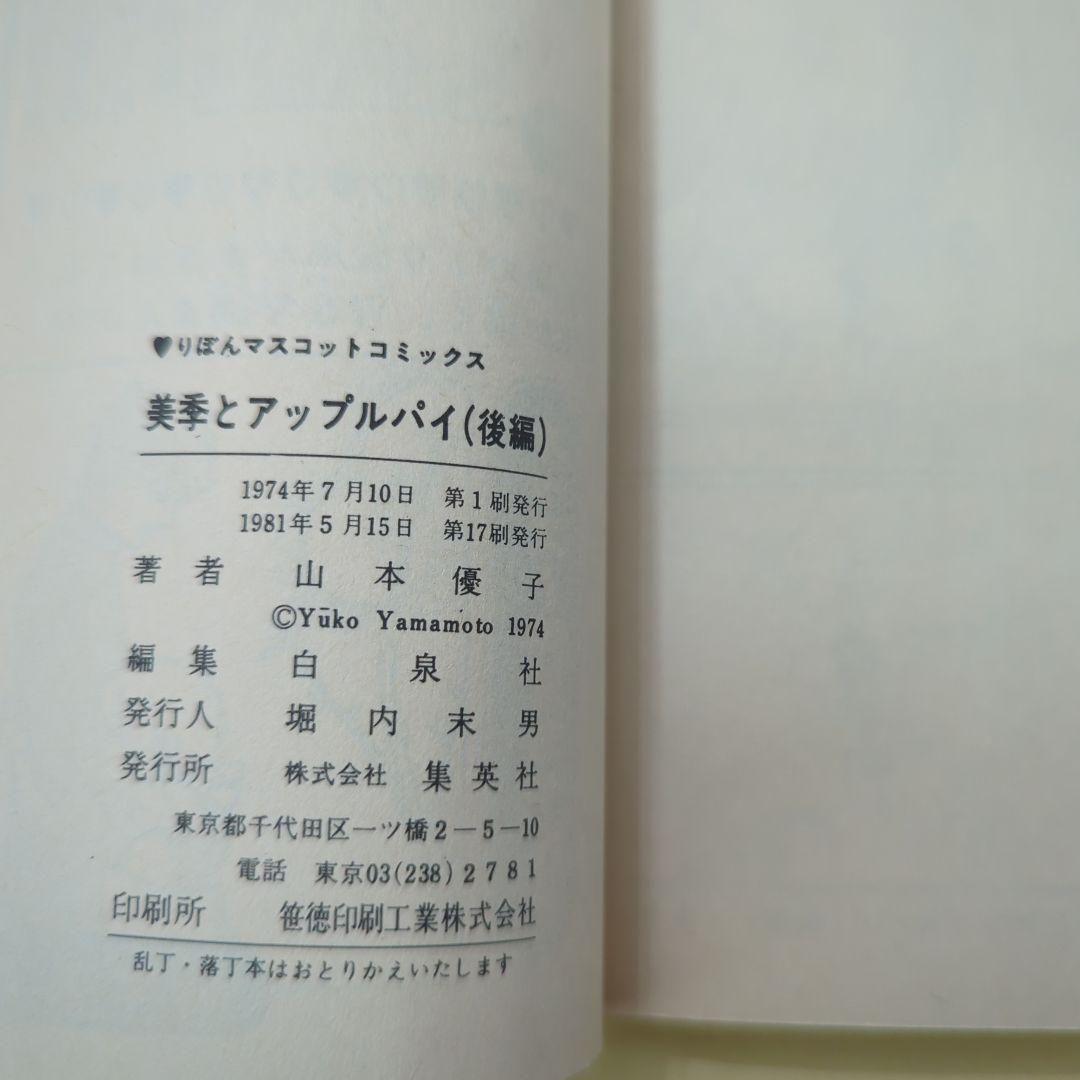 ♥りぼんマスコットコミックス
美季とアップルパイ(後編)
1974年7月10日 第1刷発行
1981年5月15日 第17刷発行
著者 山本優子
©Yūko Yamamoto 1974
編集 白泉社
発行人 堀内末男
発行所 株式会社 集英社
東京都千代田区一ツ橋2−5−10
電話 東京03(238)2781
印刷所 笹徳印刷工業株式会社
乱丁・落丁本はおとりかえいたします